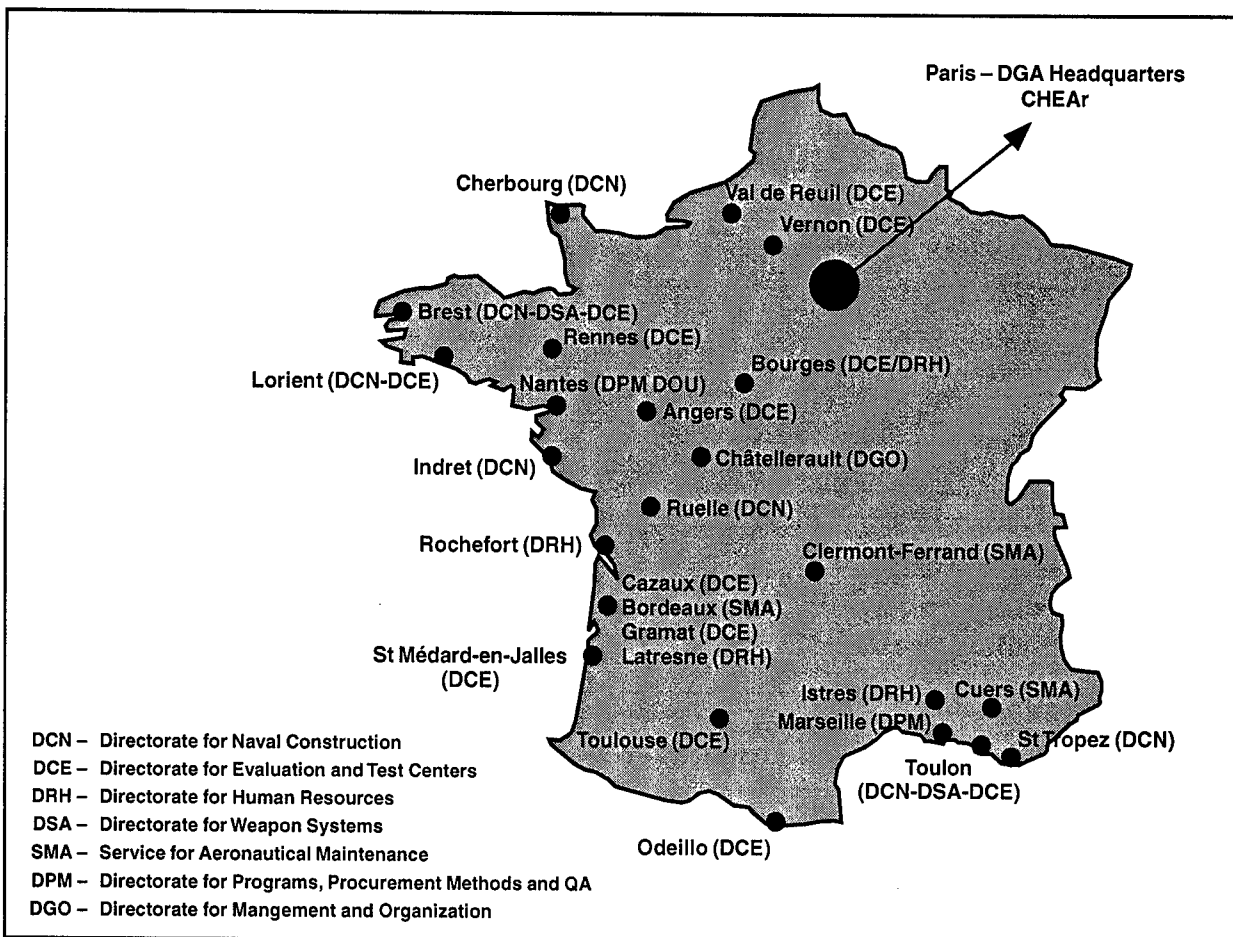 Paris – DGA Headquarters
CHEAr
Cherbourg (DCN)
Val de Reuil (DCE)
Vernon (DCE)
Brest (DCN-DSA-DCE)
Rennes (DCE)
Lorient (DCN-DCE)
Bourges (DCE/DRH)
Nantes (DPM DOU)
Angers (DCE)
Indret (DCN)
Châtellerault (DGO)
Ruelle (DCN)
Rochefort (DRH)
Clermont-Ferrand (SMA)
Cazaux (DCE)
Bordeaux (SMA)
Gramat (DCE)
Latresne (DRH)
St Médard-en-Jalles
(DCE)
Istres (DRH)
Cuers (SMA)
Marseille (DPM)
St Tropez (DCN)
Toulouse (DCE)
Toulon
(DCN-DSA-DCE)
Odeillo (DCE)
DCN – Directorate for Naval Construction
DCE – Directorate for Evaluation and Test Centers
DRH – Directorate for Human Resources
DSA – Directorate for Weapon Systems
SMA – Service for Aeronautical Maintenance
DPM – Directorate for Programs, Procurement Methods and QA
DGO – Directorate for Mangement and Organization